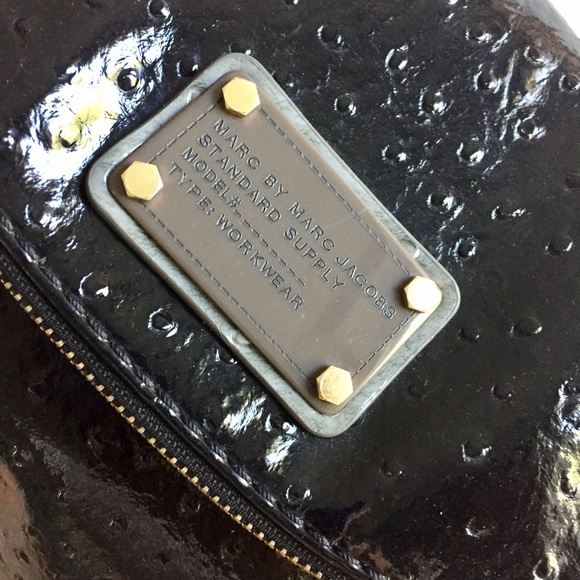 MARC BY MARC JACOBS
STANDARD SUPPLY
MODEL#--------
TYPE: WORKWEAR